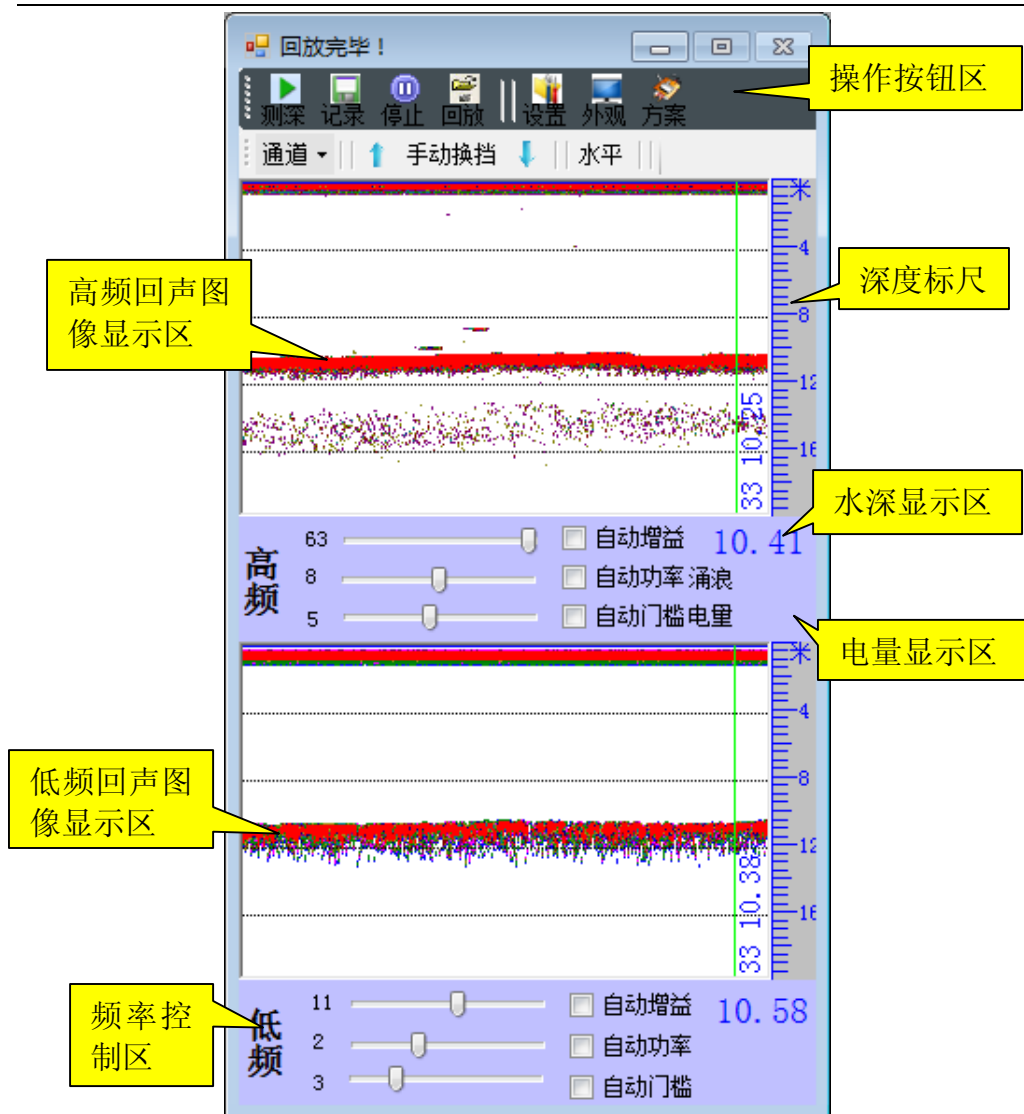 回放完毕！
操作按钮区
测深 记录 停止 回放 设置 外观 方案
通道 手动换挡 水平
米
4
深度标尺
高频回声图
像显示区
8
12
16
33 10.25
水深显示区
高频
63 自动增益 10.41
8 自动功率 涌浪
5 自动门槛 电量
电量显示区
米
4
低频回声图
像显示区
8
12
16
33 10.38
频率控
制区
低频
11 自动增益 10.58
2 自动功率
3 自动门槛